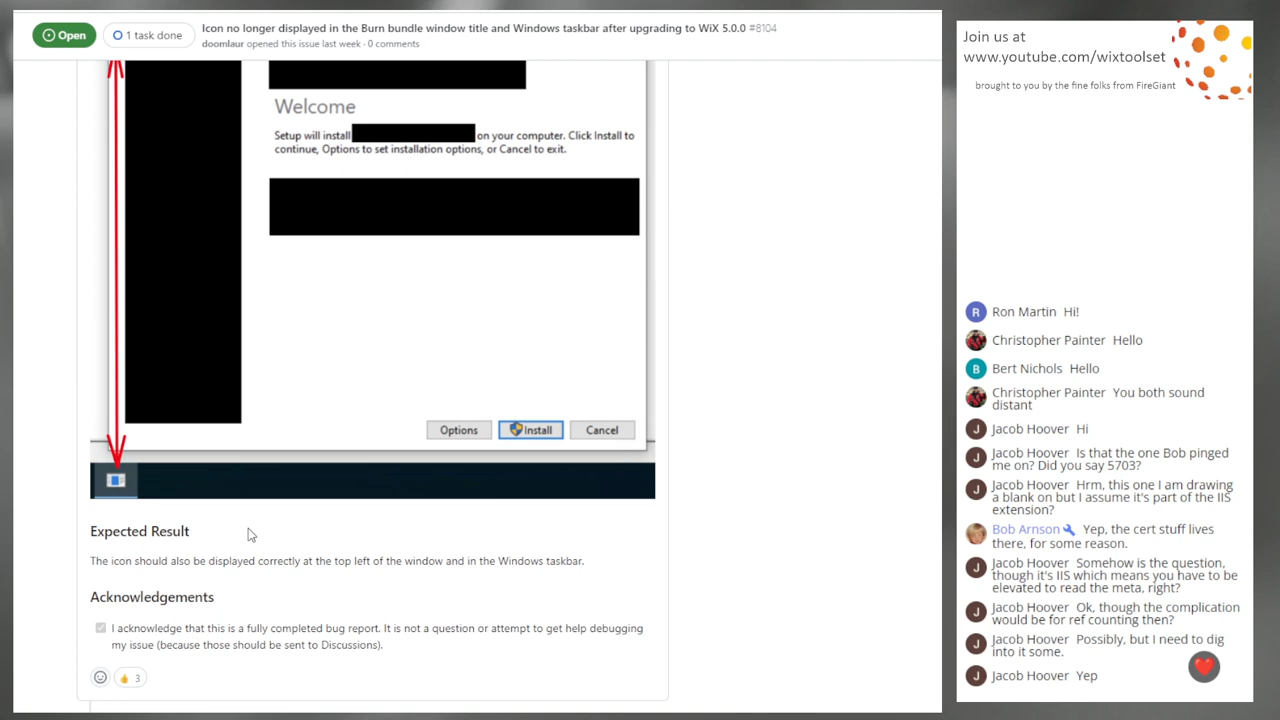 Open
1 task done
Icon no longer displayed in the Burn bundle window title and Windows taskbar after upgrading to WiX 5.0.0 #8104
doomlaur opened this issue last week · 0 comments
Welcome
Setup will install on your computer. Click Install to
continue, Options to set installation options, or Cancel to exit.
Options
Install
Cancel
Expected Result
The icon should also be displayed correctly at the top left of the window and in the Windows taskbar.
Acknowledgements
I acknowledge that this is a fully completed bug report. It is not a question or attempt to get help debugging
my issue (because those should be sent to Discussions).
3
Join us at
www.youtube.com/wixtoolset
brought to you by the fine folks from FireGiant
R Ron Martin Hi!
Christopher Painter Hello
B Bert Nichols Hello
Christopher Painter You both sound
distant
J Jacob Hoover Hi
J Jacob Hoover Is that the one Bob pinged
me on? Did you say 5703?
J Jacob Hoover Hrm, this one I am drawing
a blank on but I assume it's part of the IIS
extension?
Bob Arnson Yep, the cert stuff lives
there, for some reason.
J Jacob Hoover Somehow is the question,
though it's IIS which means you have to be
elevated to read the meta, right?
J Jacob Hoover Ok, though the complication
would be for ref counting then?
J Jacob Hoover Possibly, but I need to dig
into it some.
J Jacob Hoover Yep